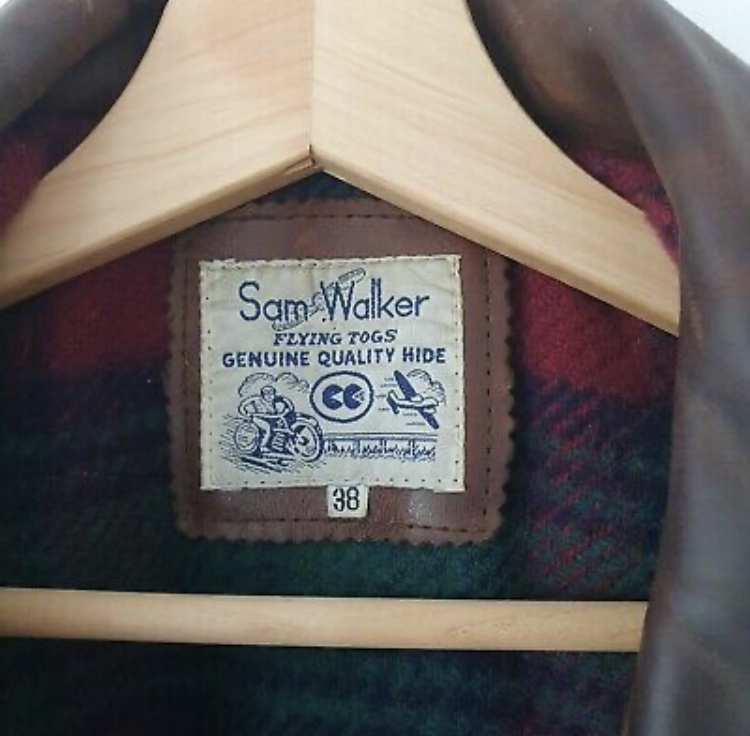 Sam Walker
FLYING TOGS
GENUINE QUALITY HIDE
CC
38